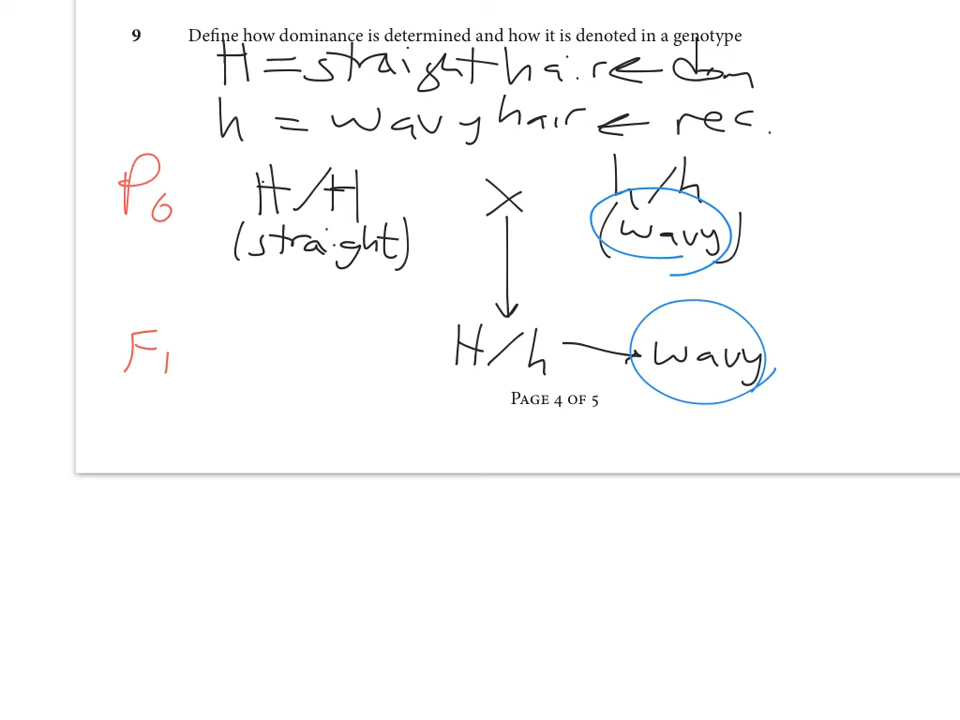 9 Define how dominance is determined and how it is denoted in a genotype
H = straight hair ← dom
h = wavy hair ← rec.
P0 H/H × h/h
(straight) (wavy)
F1 H/h → wavy
PAGE 4 OF 5